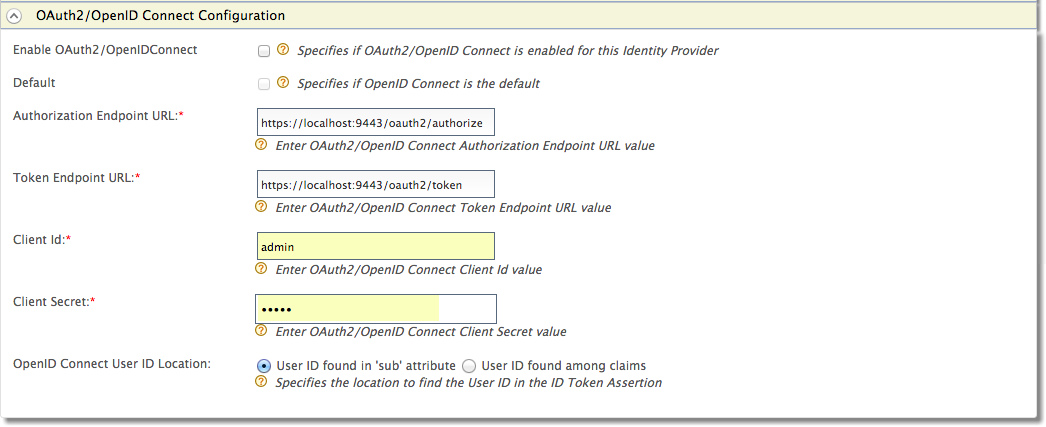 OAuth2/OpenID Connect Configuration
Enable OAuth2/OpenIDConnect
? Specifies if OAuth2/OpenID Connect is enabled for this Identity Provider
Default
? Specifies if OpenID Connect is the default
Authorization Endpoint URL:*
https://localhost:9443/oauth2/authorize
? Enter OAuth2/OpenID Connect Authorization Endpoint URL value
Token Endpoint URL:*
https://localhost:9443/oauth2/token
? Enter OAuth2/OpenID Connect Token Endpoint URL value
Client Id:*
admin
? Enter OAuth2/OpenID Connect Client Id value
Client Secret:*
•••••
? Enter OAuth2/OpenID Connect Client Secret value
OpenID Connect User ID Location:
User ID found in 'sub' attribute User ID found among claims
? Specifies the location to find the User ID in the ID Token Assertion